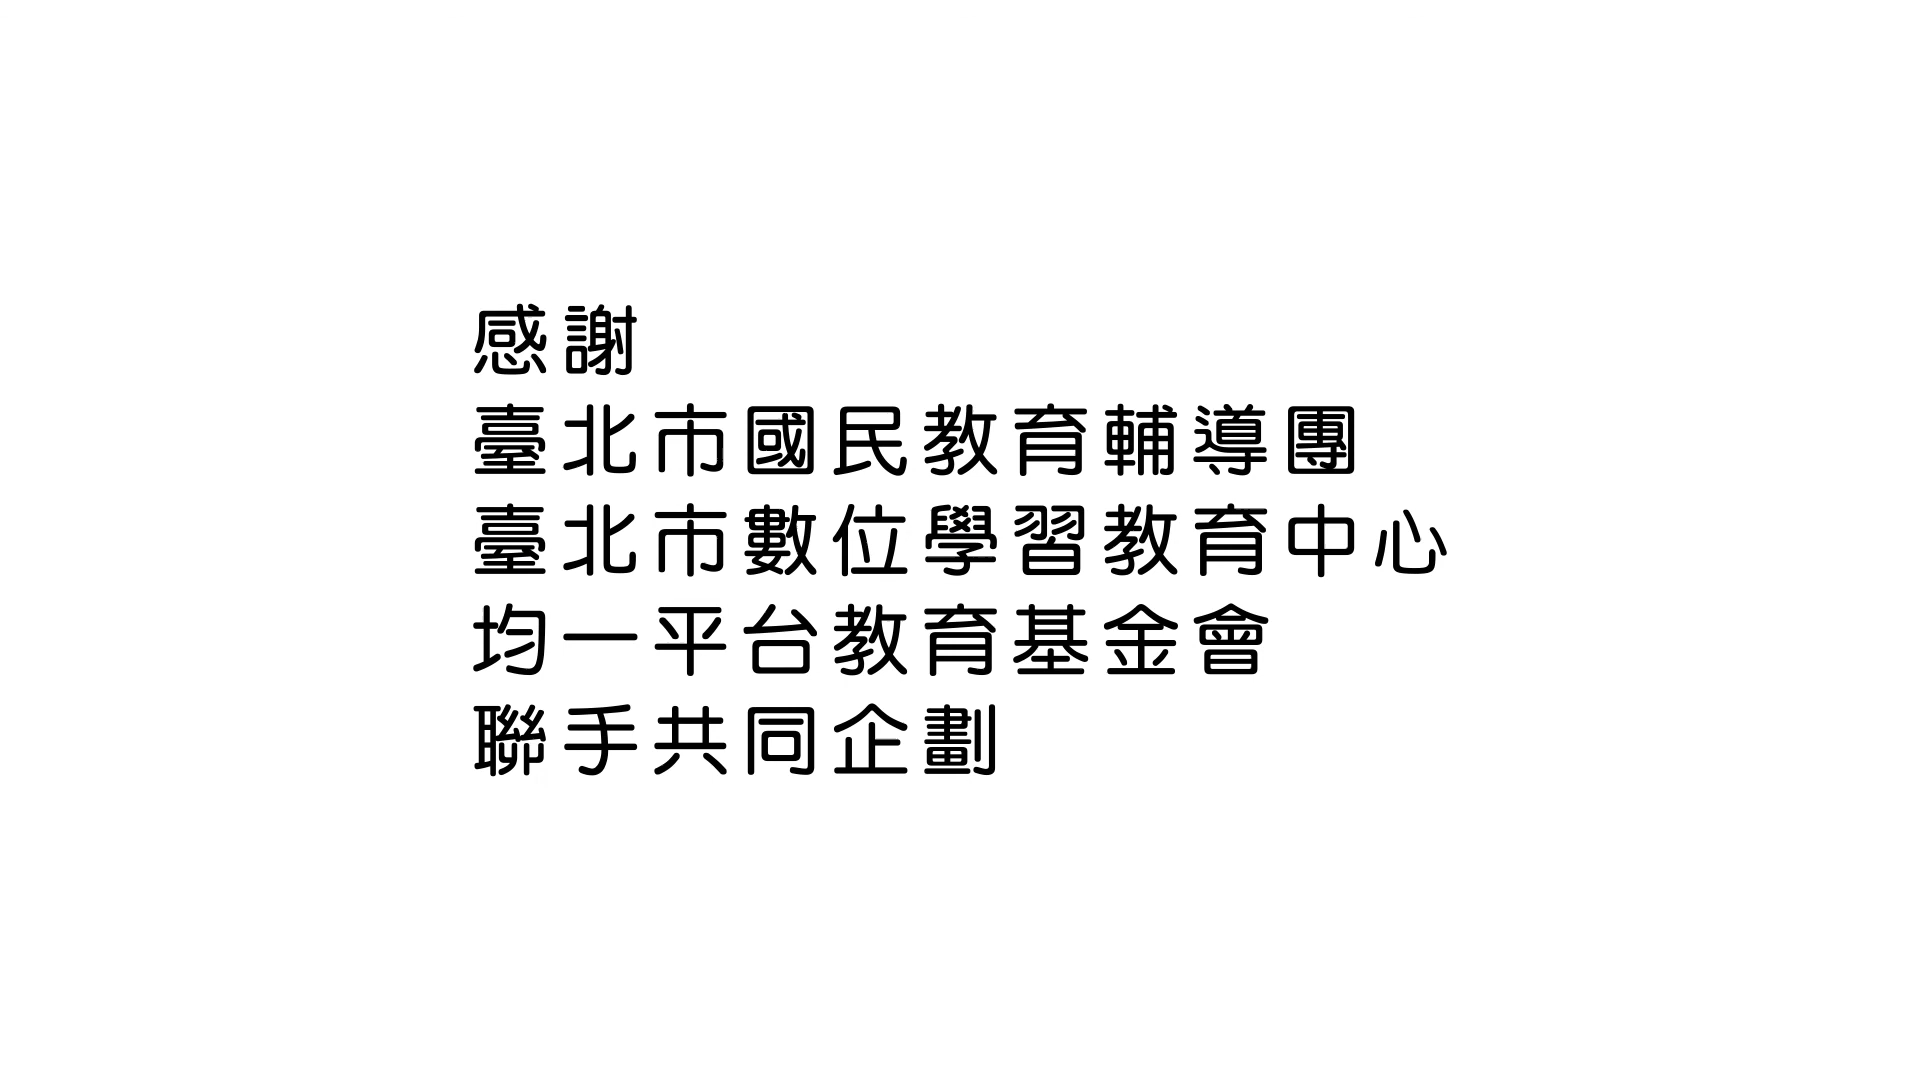 感謝
臺北市國民教育輔導團
臺北市數位學習教育中心
均一平台教育基金會
聯手共同企劃